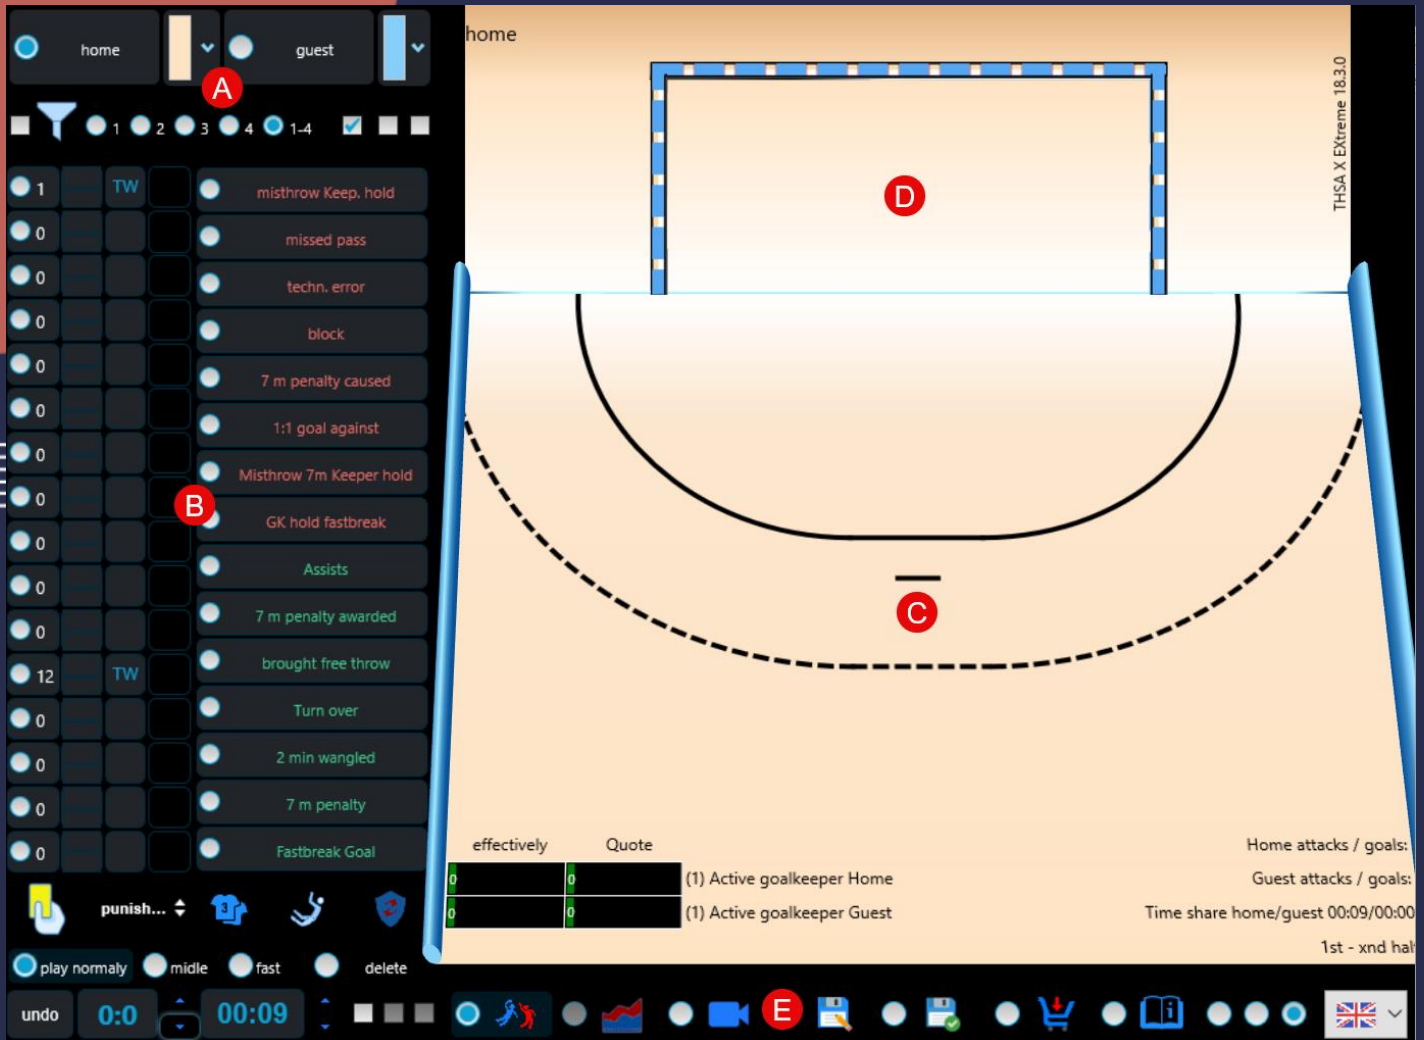 home
guest
A
1 2 3 4 1-4
1 TW
0
0
0
0
0
0
0
0
0
0
12 TW
0
0
0
0
misthrow Keep. hold
missed pass
techn. error
block
7 m penalty caused
1:1 goal against
Misthrow 7m Keeper hold
B
GK hold fastbreak
Assists
7 m penalty awarded
brought free throw
Turn over
2 min wangled
7 m penalty
Fastbreak Goal
punish...
3
play normaly midle fast delete
undo 0:0 00:09
home
THSA X EXtreme 18.3.0
D
C
effectively Quote
0 0 (1) Active goalkeeper Home
0 0 (1) Active goalkeeper Guest
Home attacks / goals:
Guest attacks / goals:
Time share home/guest 00:09/00:00
1st - xnd hal
E
i